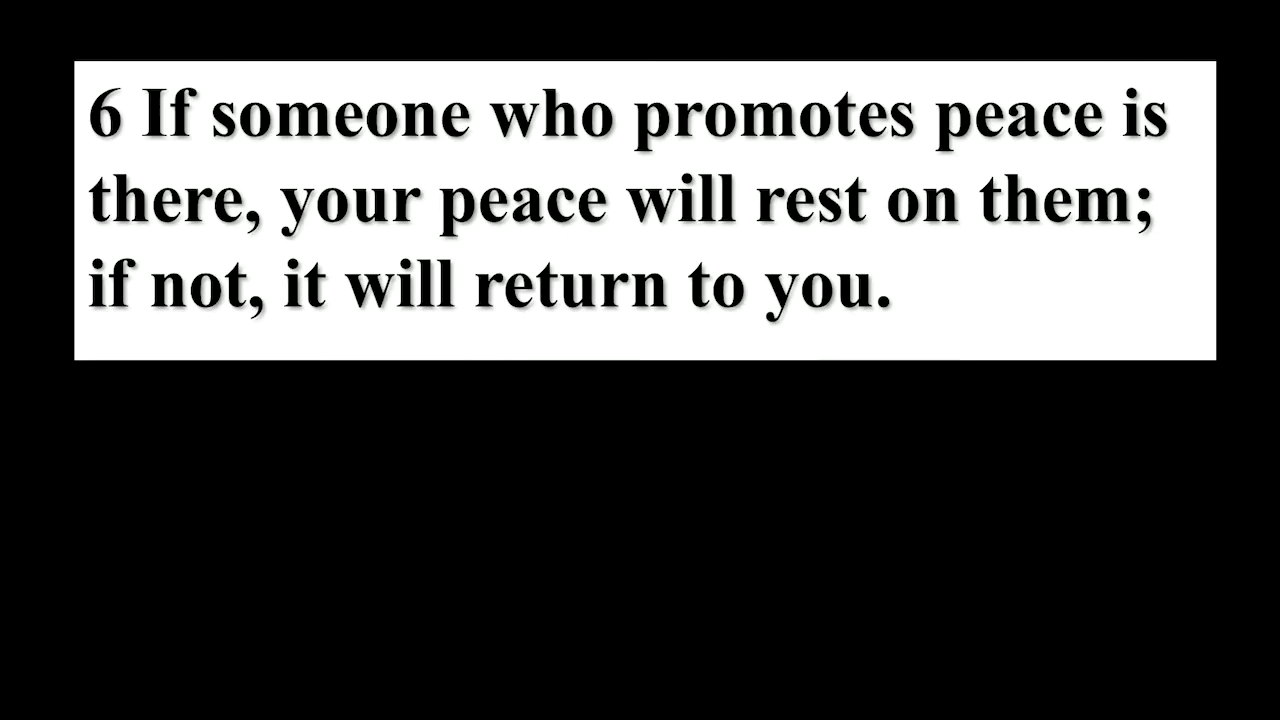 6 If someone who promotes peace is
there, your peace will rest on them;
if not, it will return to you.